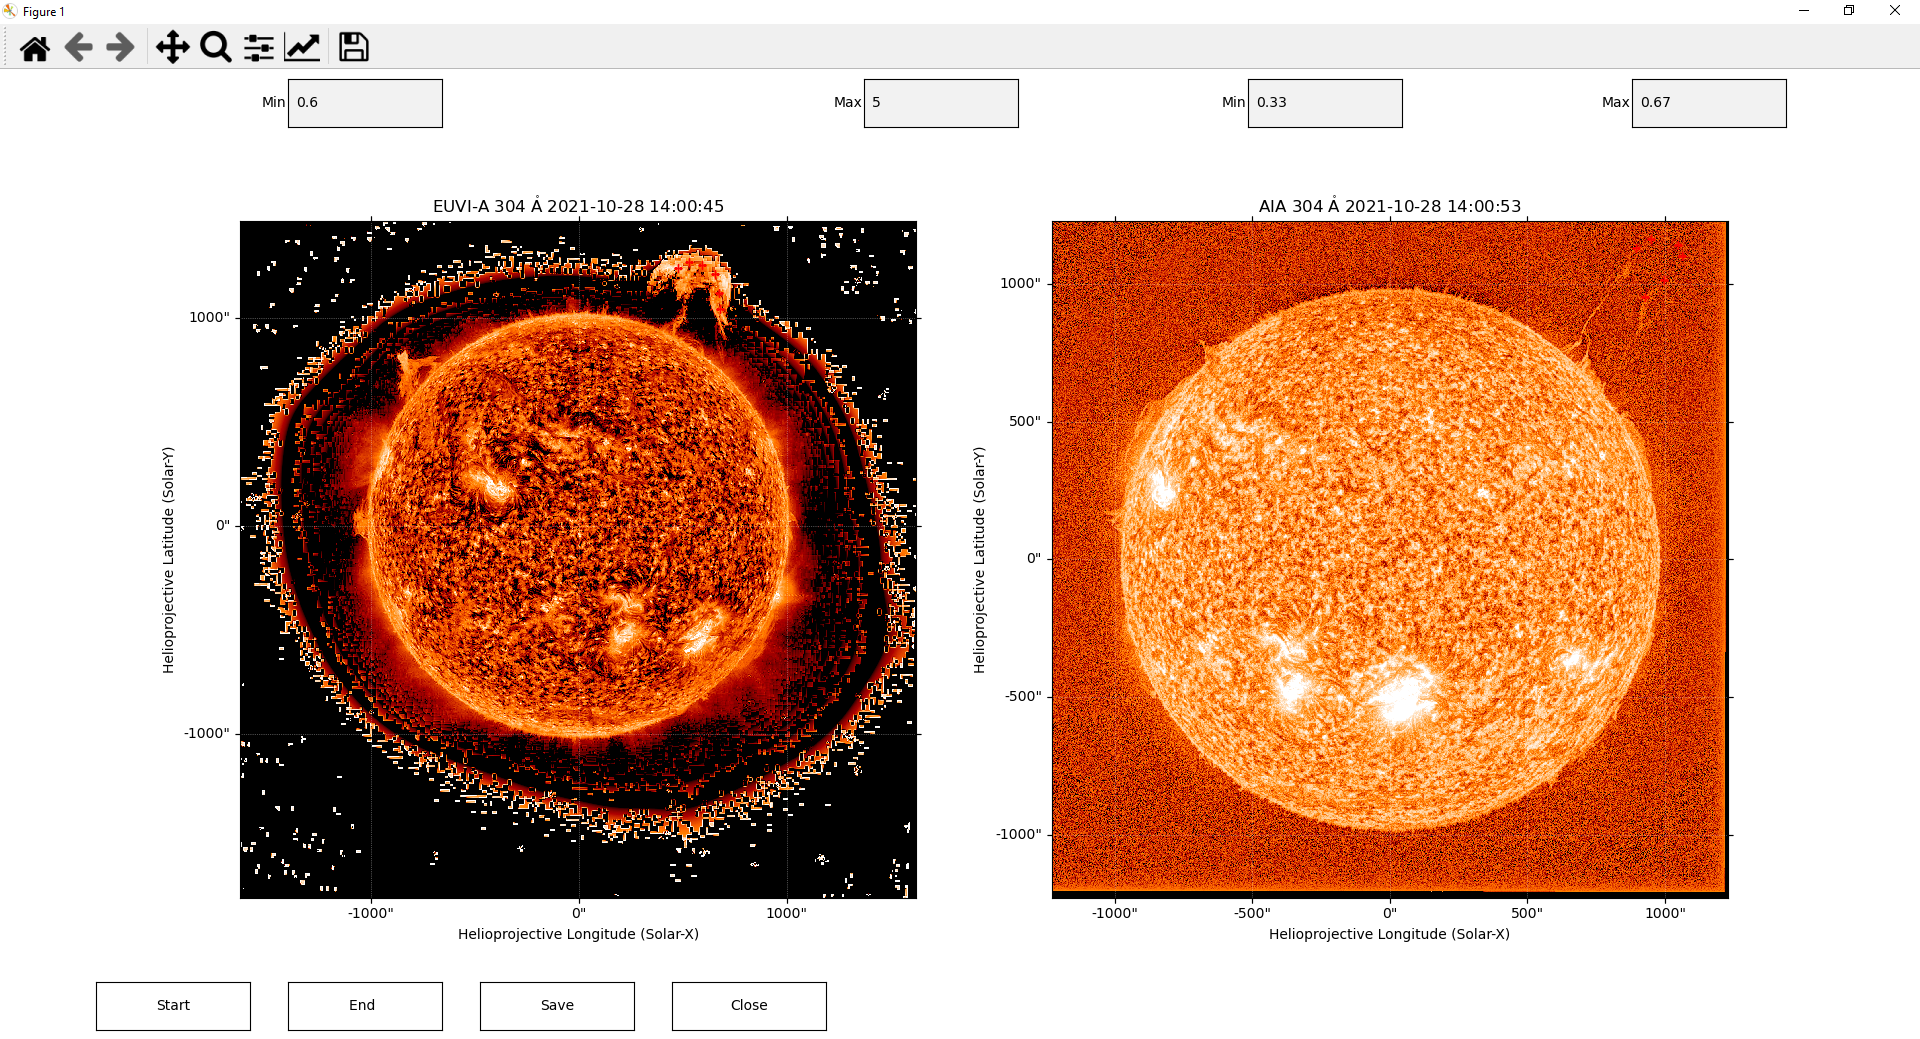 Figure 1
Min 0.6
Max 5
Min 0.33
Max 0.67
EUVI-A 304 Å 2021-10-28 14:00:45
1000"
0"
-1000"
Helioprojective Latitude (Solar-Y)
-1000" 0" 1000"
Helioprojective Longitude (Solar-X)
AIA 304 Å 2021-10-28 14:00:53
1000"
500"
0"
-500"
-1000"
Helioprojective Latitude (Solar-Y)
-1000" -500" 0" 500" 1000"
Helioprojective Longitude (Solar-X)
Start
End
Save
Close